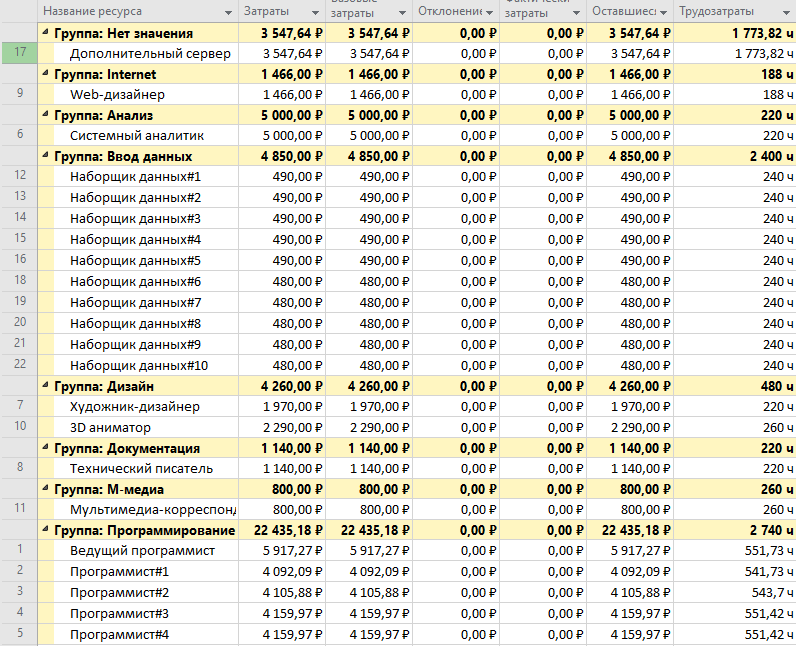 Название ресурса Затраты Базовые затраты Отклонение Фактически затраты Оставшиес Трудозатраты
Группа: Нет значения 3 547,64 ₽ 3 547,64 ₽ 0,00 ₽ 0,00 ₽ 3 547,64 ₽ 1 773,82 ч
17 Дополнительный сервер 3 547,64 ₽ 3 547,64 ₽ 0,00 ₽ 0,00 ₽ 3 547,64 ₽ 1 773,82 ч
Группа: Internet 1 466,00 ₽ 1 466,00 ₽ 0,00 ₽ 0,00 ₽ 1 466,00 ₽ 188 ч
9 Web-дизайнер 1 466,00 ₽ 1 466,00 ₽ 0,00 ₽ 0,00 ₽ 1 466,00 ₽ 188 ч
Группа: Анализ 5 000,00 ₽ 5 000,00 ₽ 0,00 ₽ 0,00 ₽ 5 000,00 ₽ 220 ч
6 Системный аналитик 5 000,00 ₽ 5 000,00 ₽ 0,00 ₽ 0,00 ₽ 5 000,00 ₽ 220 ч
Группа: Ввод данных 4 850,00 ₽ 4 850,00 ₽ 0,00 ₽ 0,00 ₽ 4 850,00 ₽ 2 400 ч
12 Наборщик данных#1 490,00 ₽ 490,00 ₽ 0,00 ₽ 0,00 ₽ 490,00 ₽ 240 ч
13 Наборщик данных#2 490,00 ₽ 490,00 ₽ 0,00 ₽ 0,00 ₽ 490,00 ₽ 240 ч
14 Наборщик данных#3 490,00 ₽ 490,00 ₽ 0,00 ₽ 0,00 ₽ 490,00 ₽ 240 ч
15 Наборщик данных#4 490,00 ₽ 490,00 ₽ 0,00 ₽ 0,00 ₽ 490,00 ₽ 240 ч
16 Наборщик данных#5 490,00 ₽ 490,00 ₽ 0,00 ₽ 0,00 ₽ 490,00 ₽ 240 ч
18 Наборщик данных#6 480,00 ₽ 480,00 ₽ 0,00 ₽ 0,00 ₽ 480,00 ₽ 240 ч
19 Наборщик данных#7 480,00 ₽ 480,00 ₽ 0,00 ₽ 0,00 ₽ 480,00 ₽ 240 ч
20 Наборщик данных#8 480,00 ₽ 480,00 ₽ 0,00 ₽ 0,00 ₽ 480,00 ₽ 240 ч
21 Наборщик данных#9 480,00 ₽ 480,00 ₽ 0,00 ₽ 0,00 ₽ 480,00 ₽ 240 ч
22 Наборщик данных#10 480,00 ₽ 480,00 ₽ 0,00 ₽ 0,00 ₽ 480,00 ₽ 240 ч
Группа: Дизайн 4 260,00 ₽ 4 260,00 ₽ 0,00 ₽ 0,00 ₽ 4 260,00 ₽ 480 ч
7 Художник-дизайнер 1 970,00 ₽ 1 970,00 ₽ 0,00 ₽ 0,00 ₽ 1 970,00 ₽ 220 ч
10 3D аниматор 2 290,00 ₽ 2 290,00 ₽ 0,00 ₽ 0,00 ₽ 2 290,00 ₽ 260 ч
Группа: Документация 1 140,00 ₽ 1 140,00 ₽ 0,00 ₽ 0,00 ₽ 1 140,00 ₽ 220 ч
8 Технический писатель 1 140,00 ₽ 1 140,00 ₽ 0,00 ₽ 0,00 ₽ 1 140,00 ₽ 220 ч
Группа: М-медиа 800,00 ₽ 800,00 ₽ 0,00 ₽ 0,00 ₽ 800,00 ₽ 260 ч
11 Мультимедиа-корреспонд 800,00 ₽ 800,00 ₽ 0,00 ₽ 0,00 ₽ 800,00 ₽ 260 ч
Группа: Программирование 22 435,18 ₽ 22 435,18 ₽ 0,00 ₽ 0,00 ₽ 22 435,18 ₽ 2 740 ч
1 Ведущий программист 5 917,27 ₽ 5 917,27 ₽ 0,00 ₽ 0,00 ₽ 5 917,27 ₽ 551,73 ч
2 Программист#1 4 092,09 ₽ 4 092,09 ₽ 0,00 ₽ 0,00 ₽ 4 092,09 ₽ 541,73 ч
3 Программист#2 4 105,88 ₽ 4 105,88 ₽ 0,00 ₽ 0,00 ₽ 4 105,88 ₽ 543,7 ч
4 Программист#3 4 159,97 ₽ 4 159,97 ₽ 0,00 ₽ 0,00 ₽ 4 159,97 ₽ 551,42 ч
5 Программист#4 4 159,97 ₽ 4 159,97 ₽ 0,00 ₽ 0,00 ₽ 4 159,97 ₽ 551,42 ч